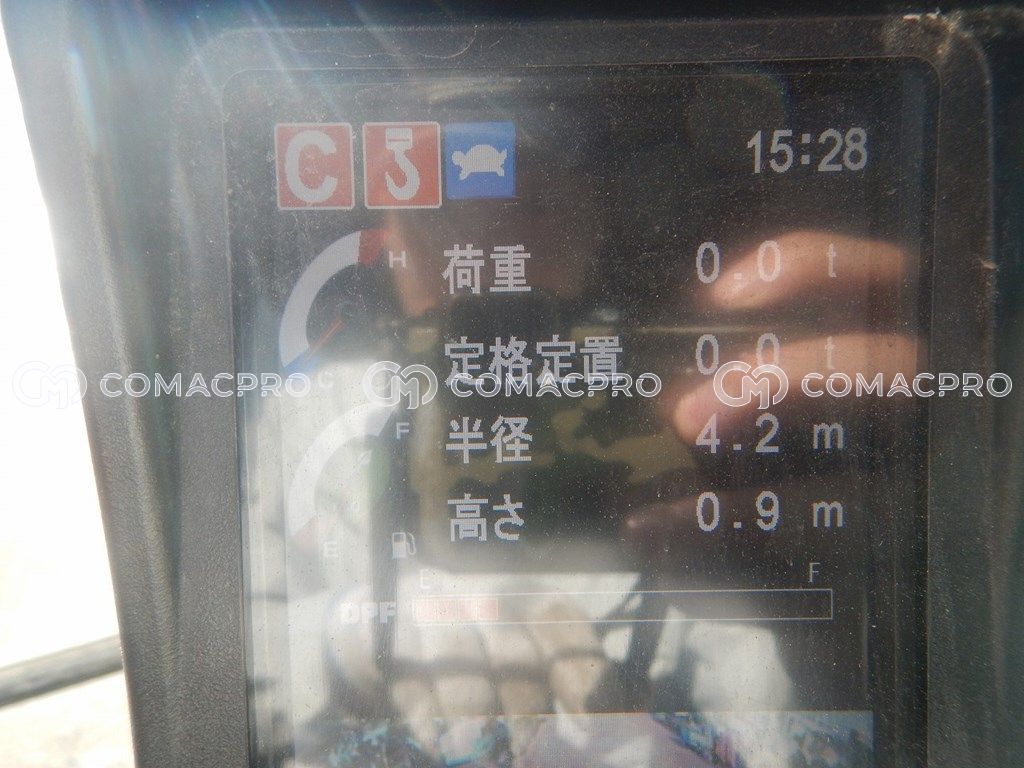 C 15:28
H
荷重 0.0 t
定格定置 0.0 t
C
COMACPRO COMACPRO COMACPRO
F
半径 4.2 m
高さ 0.9 m
E
E F
DPF